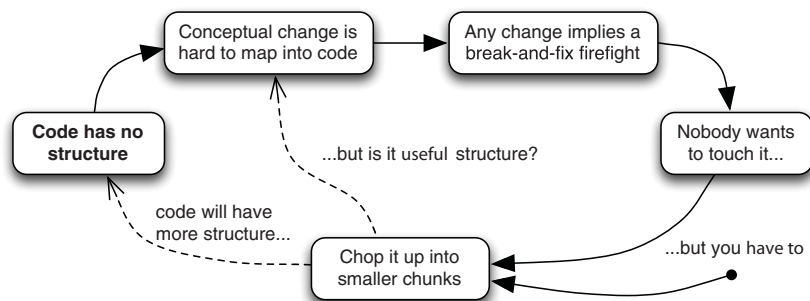 Conceptual change is
hard to map into code
Any change implies a
break-and-fix firefight
Code has no
structure
Nobody wants
to touch it...
...but is it useful structure?
code will have
more structure...
Chop it up into
smaller chunks
...but you have to